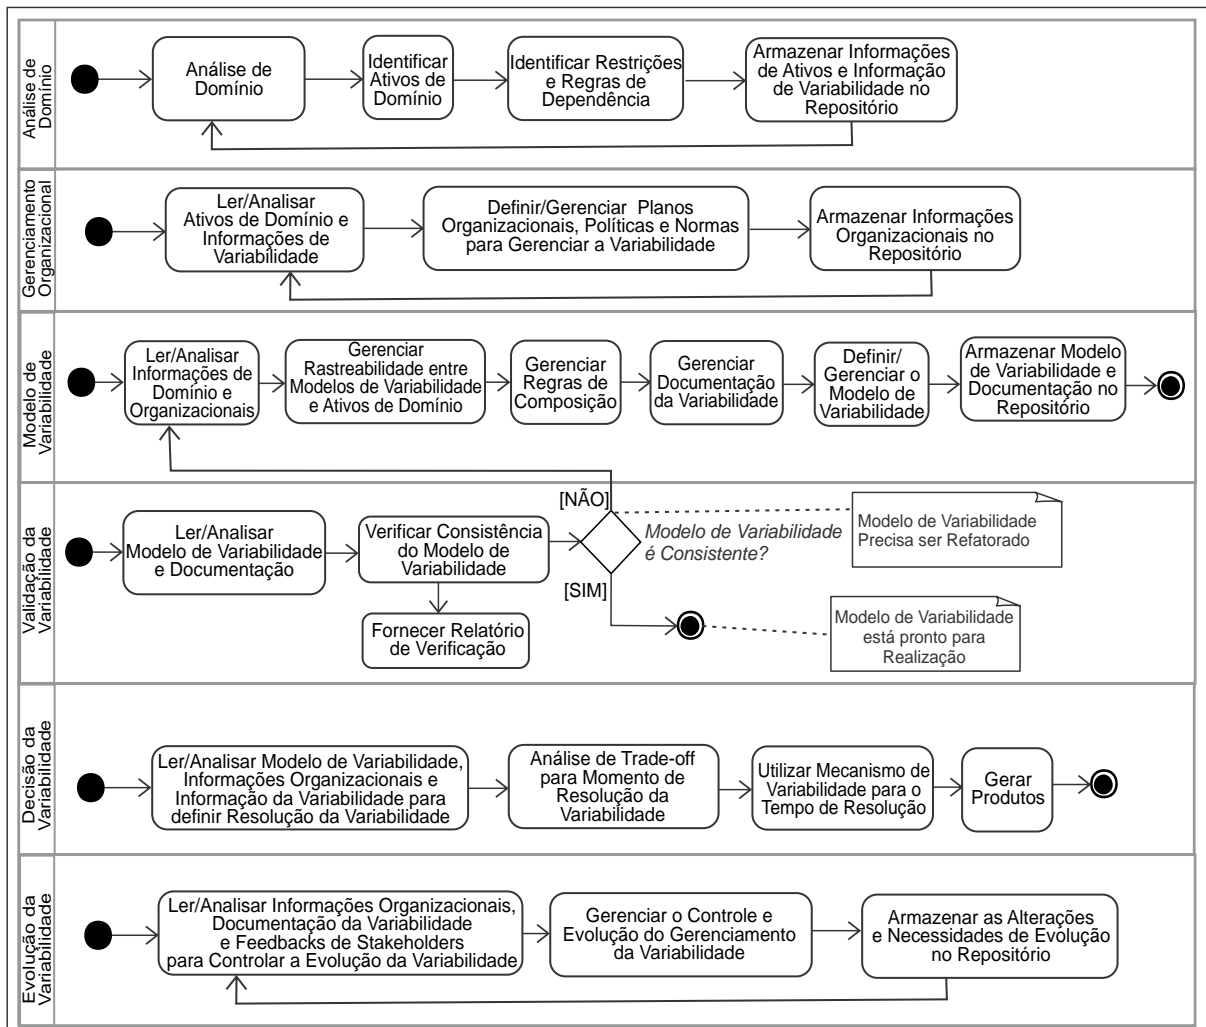 Análise de
Domínio
Análise de
Domínio
Identificar
Ativos de
Domínio
Identificar Restrições
e Regras de
Dependência
Armazenar Informações
de Ativos e Informação
de Variabilidade no
Repositório
Gerenciamento
Organizacional
Ler/Analisar
Ativos de Domínio e
Informações de
Variabilidade
Definir/Gerenciar Planos
Organizacionais, Políticas e Normas
para Gerenciar a Variabilidade
Armazenar Informações
Organizacionais no
Repositório
Modelo de
Variabilidade
Ler/Analisar
Informações de
Domínio e
Organizacionais
Gerenciar
Rastreabilidade entre
Modelos de Variabilidade
e Ativos de Domínio
Gerenciar
Regras de
Composição
Gerenciar
Documentação
da Variabilidade
Definir/
Gerenciar o
Modelo de
Variabilidade
Armazenar Modelo
de Variabilidade e
Documentação no
Repositório
Validação da
Variabiilidade
Ler/Analisar
Modelo de Variabilidade
e Documentação
Verificar Consistência
do Modelo de
Variabilidade
Fornecer Relatório
de Verificação
[NÃO]
[SIM]
Modelo de Variabilidade
é Consistente?
Modelo de Variabilidade
Precisa ser Refatorado
Modelo de Variabilidade
está pronto para
Realização
Decisão da
Variabilidade
Ler/Analisar Modelo de Variabilidade,
Informações Organizacionais e
Informação da Variabilidade para
definir Resolução da Variabilidade
Análise de Trade-off
para Momento de
Resolução da
Variabilidade
Utilizar Mecanismo de
Variabilidade para o
Tempo de Resolução
Gerar
Produtos
Evolução da
Variabilidade
Ler/Analisar Informações Organizacionais,
Documentação da Variabilidade
e Feedbacks de Stakeholders
para Controlar a Evolução da Variabilidade
Gerenciar o Controle e
Evolução do Gerenciamento
da Variabilidade
Armazenar as Alterações
e Necessidades de Evolução
no Repositório